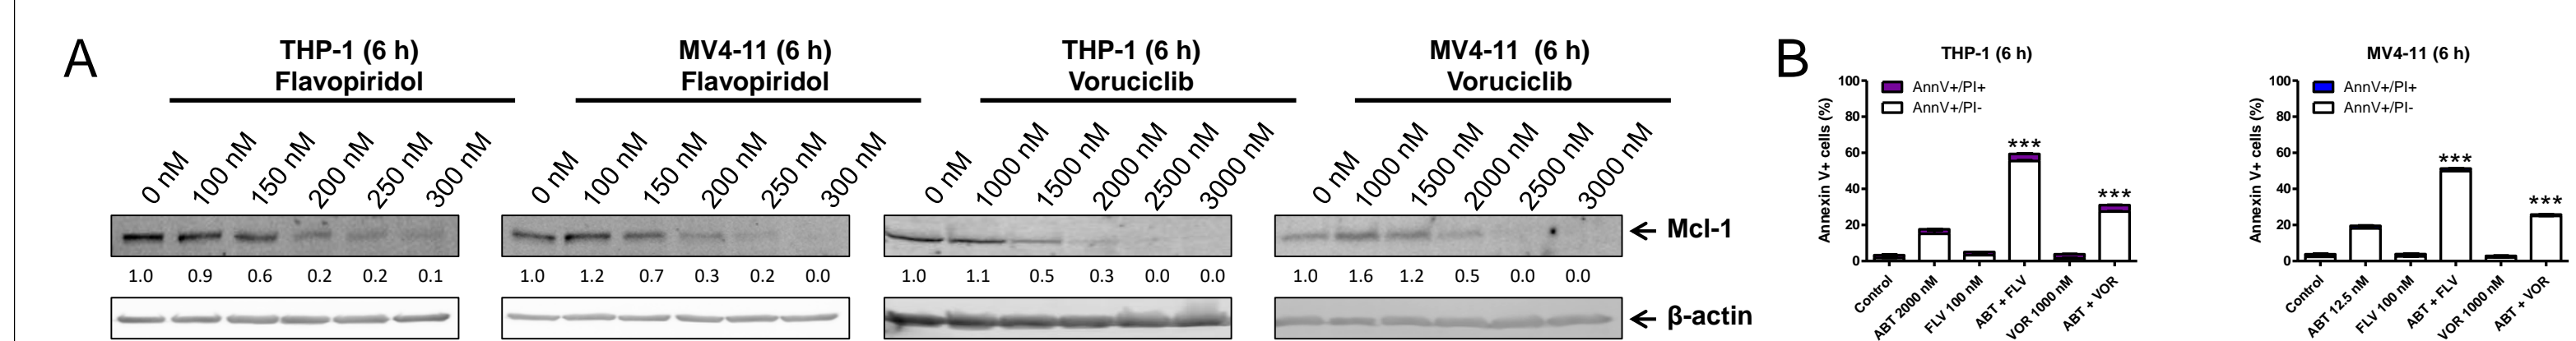 A
THP-1 (6 h)
Flavopiridol
0 nM 100 nM 150 nM 200 nM 250 nM 300 nM
1.0 0.9 0.6 0.2 0.2 0.1
MV4-11 (6 h)
Flavopiridol
0 nM 100 nM 150 nM 200 nM 250 nM 300 nM
1.0 1.2 0.7 0.3 0.2 0.0
THP-1 (6 h)
Voruciclib
0 nM 1000 nM 1500 nM 2000 nM 2500 nM 3000 nM
1.0 1.1 0.5 0.3 0.0 0.0
MV4-11 (6 h)
Voruciclib
0 nM 1000 nM 1500 nM 2000 nM 2500 nM 3000 nM
1.0 1.6 1.2 0.5 0.0 0.0
Mcl-1
β-actin
B
THP-1 (6 h)
AnnV+/PI+
AnnV+/PI-
Annexin V+ cells (%)
100
80
60
40
20
0
***
***
Control ABT 2000 nM FLV 100 nM ABT + FLV VOR 1000 nM ABT + VOR
MV4-11 (6 h)
AnnV+/PI+
AnnV+/PI-
Annexin V+ cells (%)
100
80
60
40
20
0
***
***
Control ABT 12.5 nM FLV 100 nM ABT + FLV VOR 1000 nM ABT + VOR